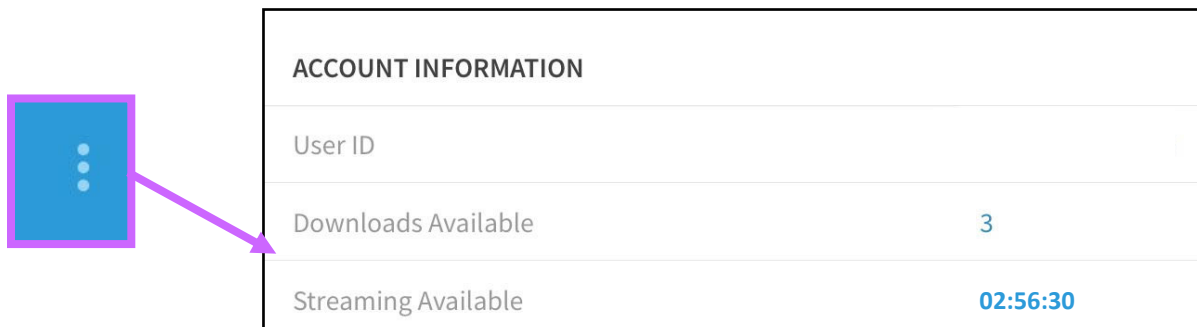 ACCOUNT INFORMATION
User ID
Downloads Available 3
Streaming Available 02:56:30